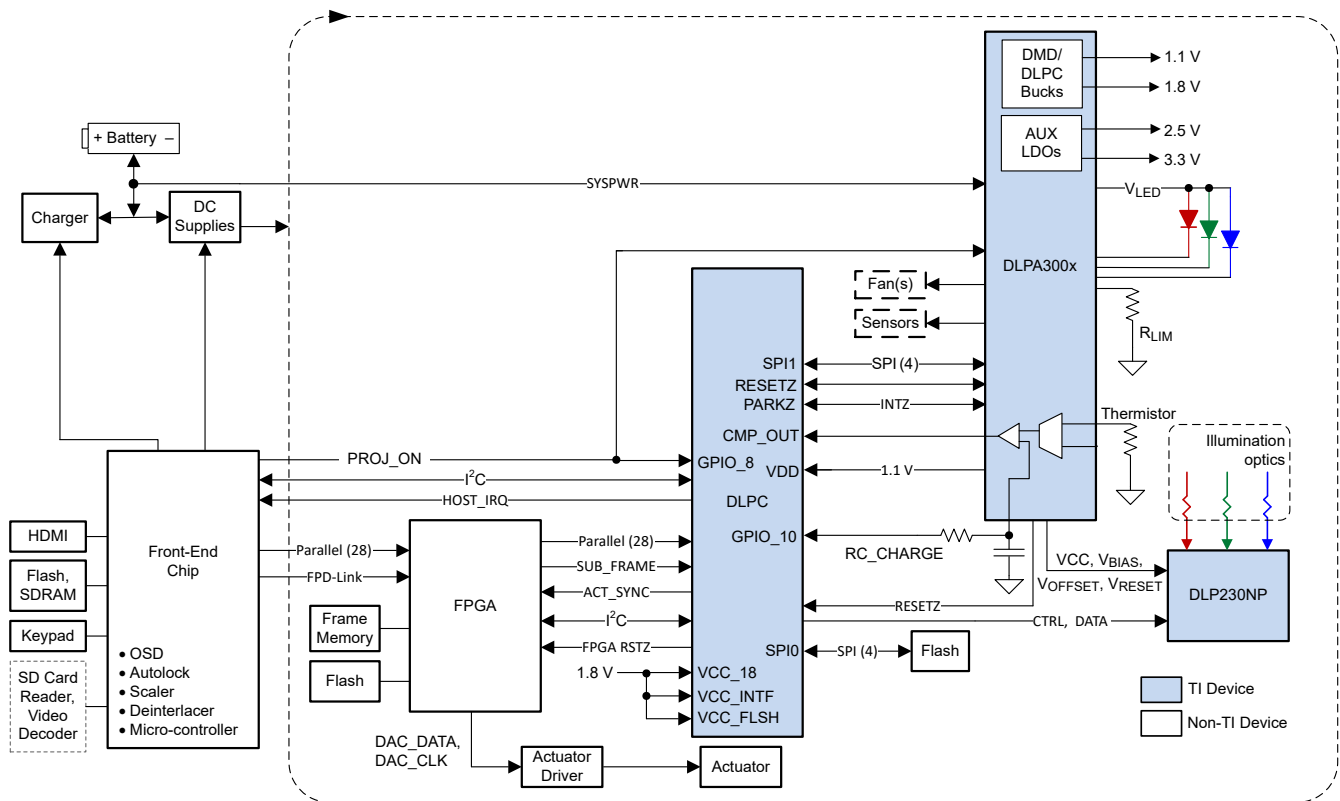 DMD/
DLPC
Bucks
1.1 V
1.8 V
AUX
LDOs
2.5 V
3.3 V
+ Battery –
SYSPWR
VLED
Charger
DC
Supplies
DLPA300x
Fan(s)
Sensors
RLIM
SPI1
SPI (4)
RESETZ
PARKZ
INTZ
Thermistor
CMP_OUT
Illumination
optics
PROJ_ON
GPIO_8
VDD
1.1 V
I2C
HOST_IRQ
DLPC
HDMI
Front-End
Chip
Parallel (28)
Parallel (28)
GPIO_10
RC_CHARGE
VCC, VBIAS,
VOFFSET, VRESET
Flash,
SDRAM
FPD-Link
SUB_FRAME
FPGA
ACT_SYNC
RESETZ
DLP230NP
Frame
Memory
I2C
CTRL, DATA
Keypad
FPGA RSTZ
SPI0
SPI (4)
Flash
• OSD
• Autolock
• Scaler
• Deinterlacer
• Micro-controller
SD Card
Reader,
Video
Decoder
Flash
1.8 V
VCC_18
VCC_INTF
VCC_FLSH
TI Device
Non-TI Device
DAC_DATA,
DAC_CLK
Actuator
Driver
Actuator